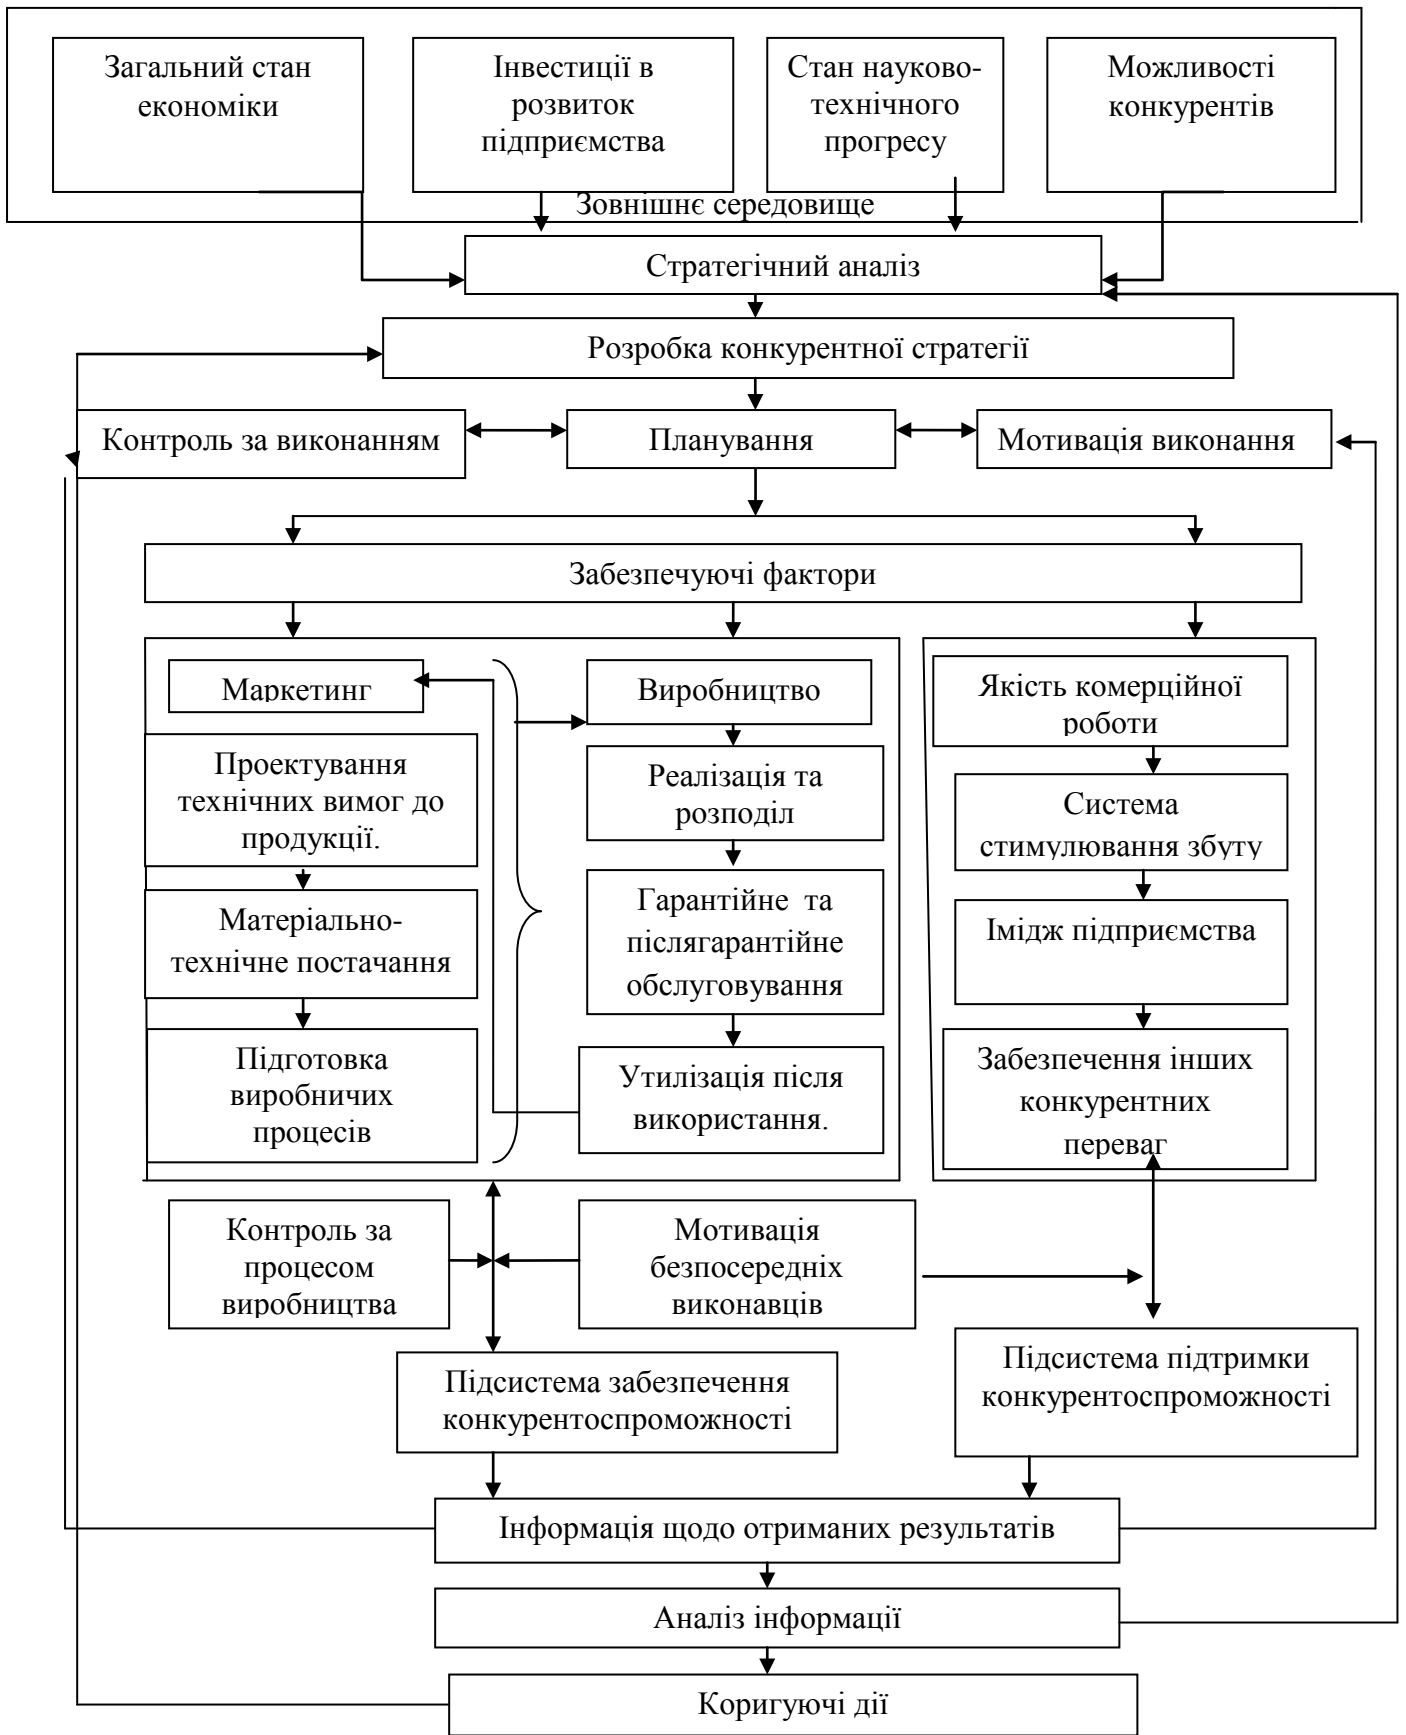 Загальний стан
економіки
Інвестиції в
розвиток
підприємства
Стан науково-
технічного
прогресу
Можливості
конкурентів
Зовнішнє середовище
Стратегічний аналіз
Розробка конкурентної стратегії
Контроль за виконанням
Планування
Мотивація виконання
Забезпечуючі фактори
Маркетинг
Проектування
технічних вимог до
продукції.
Матеріально-
технічне постачання
Підготовка
виробничих
процесів
Виробництво
Реалізація та
розподіл
Гарантійне та
післягарантійне
обслуговування
Утилізація після
використання.
Якість комерційної
роботи
Система
стимулювання збуту
Імідж підприємства
Забезпечення інших
конкурентних
переваг
Контроль за
процесом
виробництва
Мотивація
безпосередніх
виконавців
Підсистема забезпечення
конкурентоспроможності
Підсистема підтримки
конкурентоспроможності
Інформація щодо отриманих результатів
Аналіз інформації
Коригуючі дії